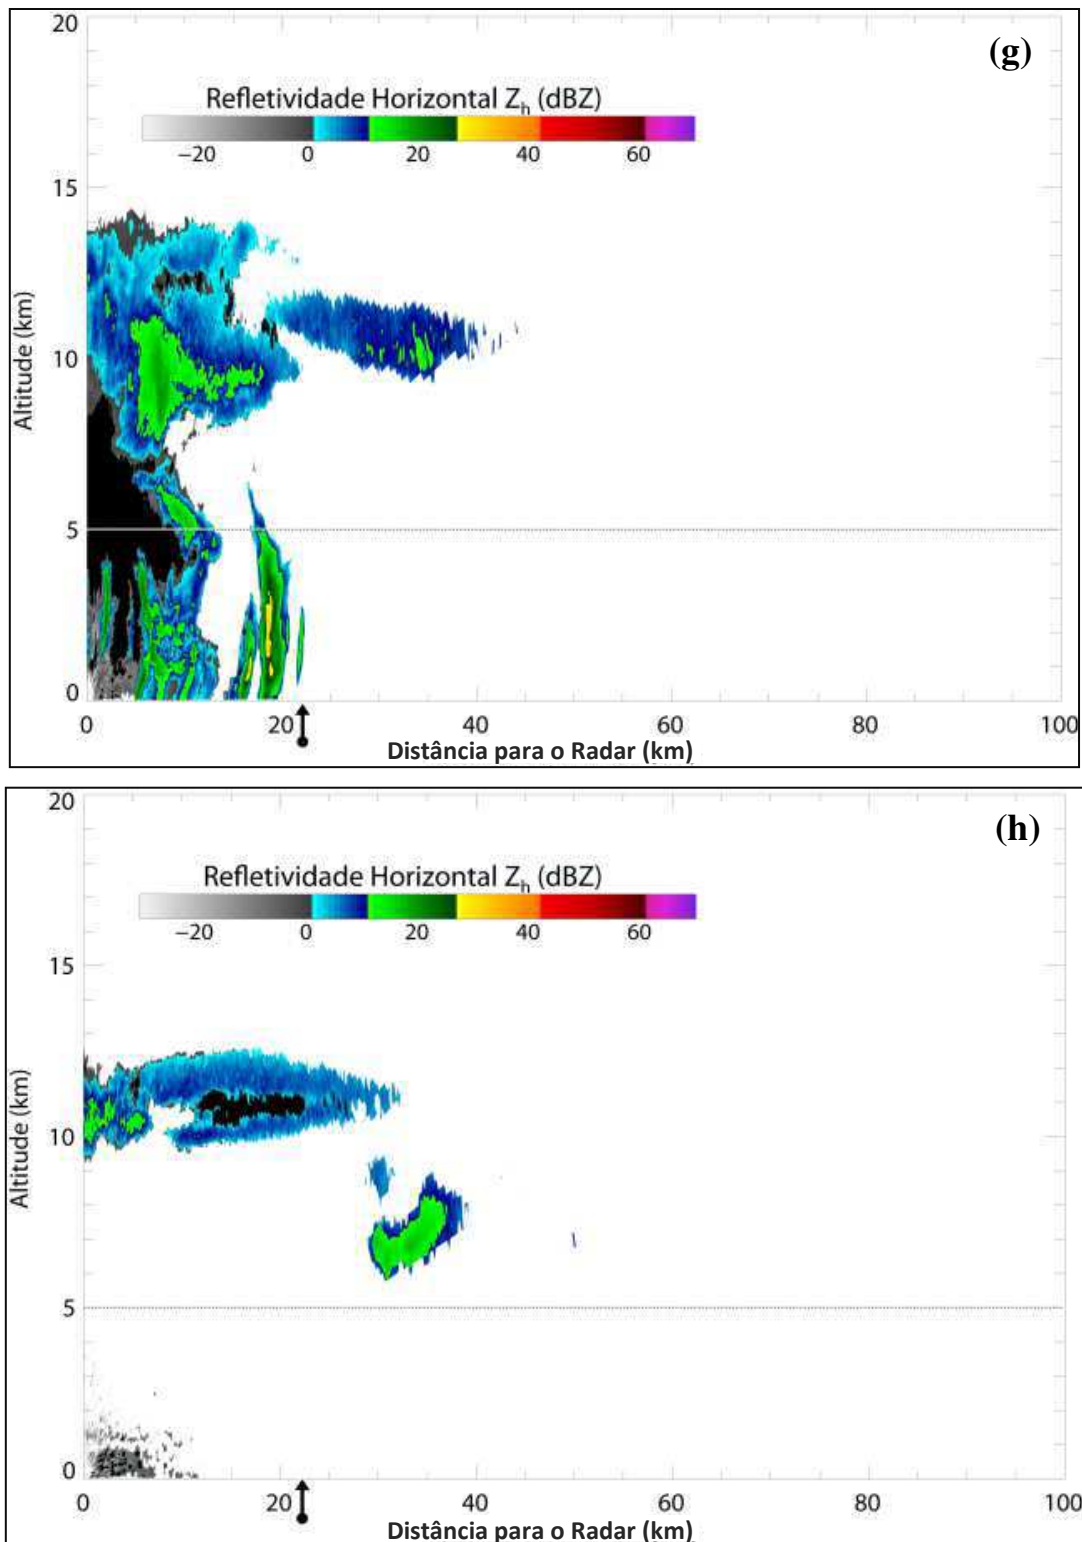 20
(g)
Refletividade Horizontal Zh (dBZ)
−20 0 20 40 60
15
10
5
0
Altitude (km)
0 20 40 60 80 100
Distância para o Radar (km)
20
(h)
Refletividade Horizontal Zh (dBZ)
−20 0 20 40 60
15
10
5
0
Altitude (km)
0 20 40 60 80 100
Distância para o Radar (km)